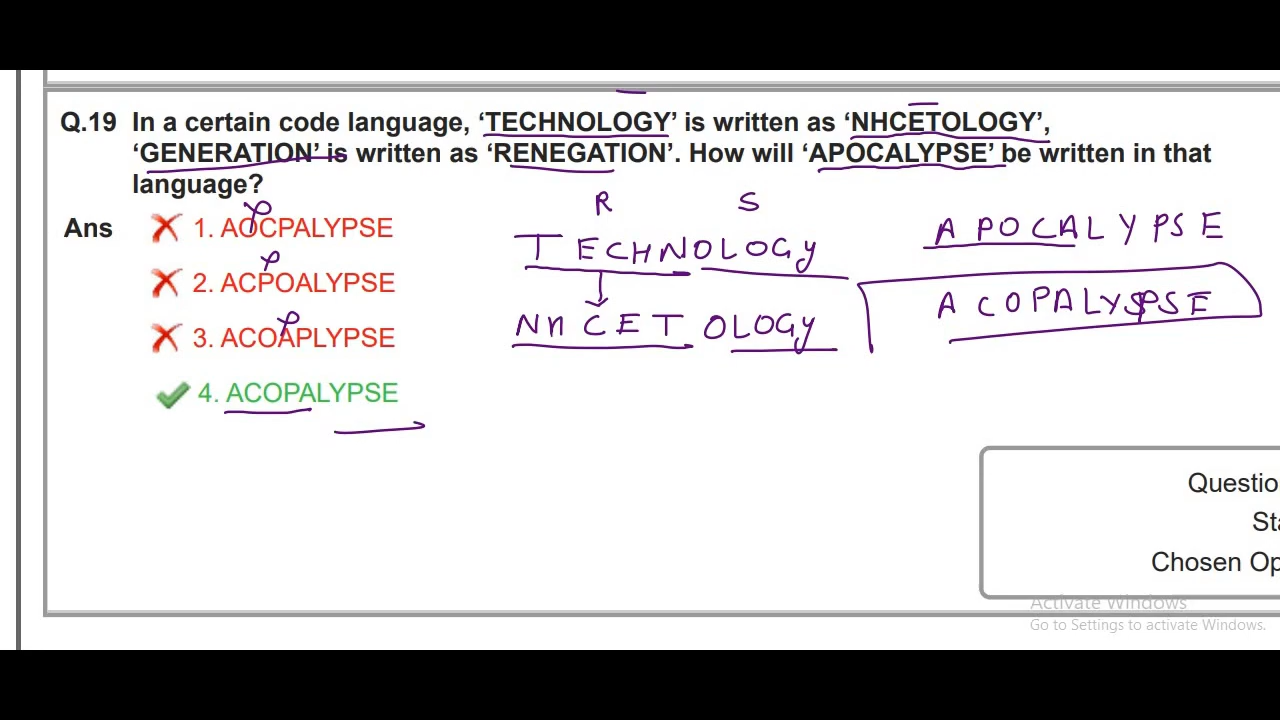 Q.19 In a certain code language, ‘TECHNOLOGY’ is written as ‘NHCETOLOGY’,
‘GENERATION’ is written as ‘RENEGATION’. How will ‘APOCALYPSE’ be written in that
language?
Ans
1. AOCPALYPSE
2. ACPOALYPSE
3. ACOAPLYPSE
4. ACOPALYPSE
R S
TECHNOLOGY
NHCET OLOGY
APOCALYPSE
ACOPALYPSE
Questio
Sta
Chosen Op
Activate Windows
Go to Settings to activate Windows.